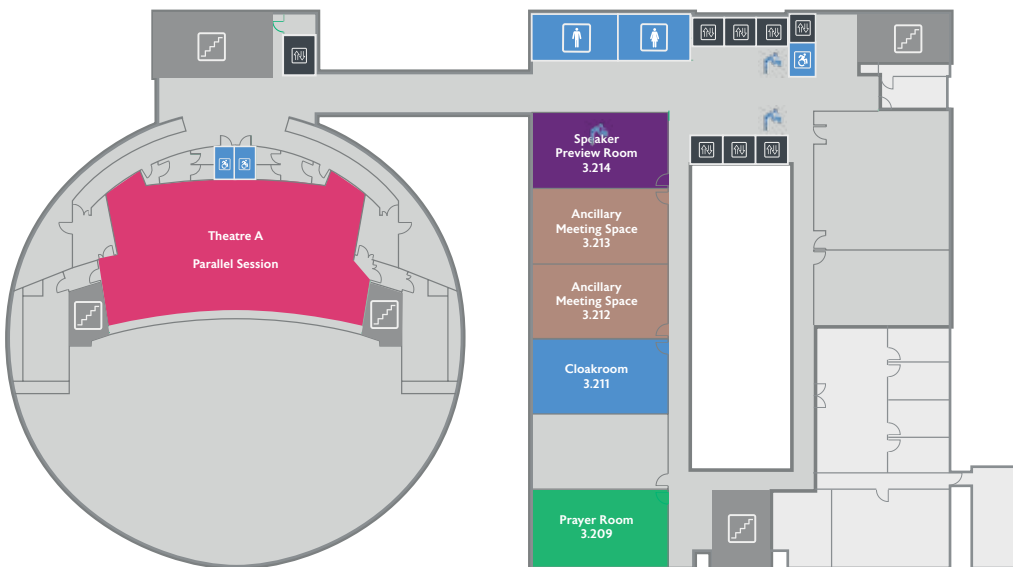 Theatre A
Parallel Session
Speaker
Preview Room
3.214
Ancillary
Meeting Space
3.213
Ancillary
Meeting Space
3.212
Cloakroom
3.211
Prayer Room
3.209